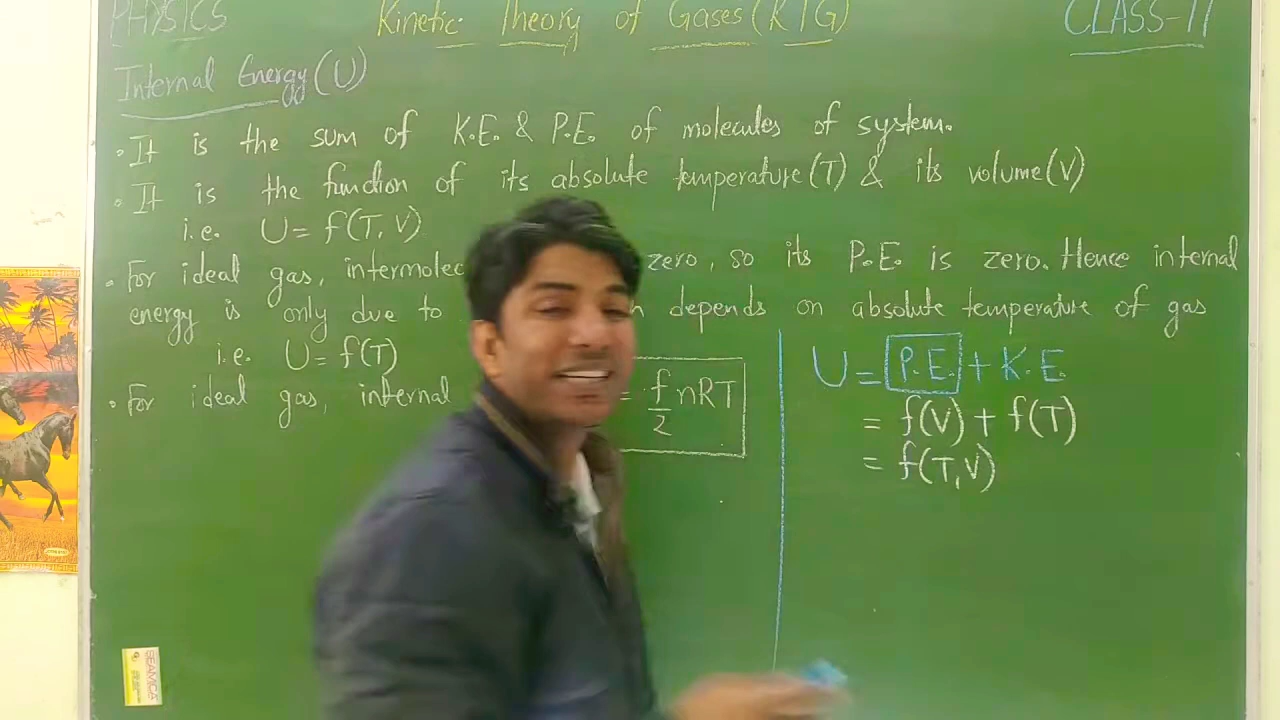 PHYSICS Kinetic Theory of Gases (KTG) CLASS-11
Internal Energy (U)
• It is the sum of K.E. & P.E. of molecules of system.
• It is the function of its absolute temperature (T) & its volume (V)
i.e. U = f(T, V)
• For ideal gas, intermolec zero, so its P.E. is zero. Hence internal
energy is only due to n depends on absolute temperature of gas
i.e. U = f(T)
• For ideal gas, internal = f/2 nRT
U = P.E. + K.E.
= f(V) + f(T)
= f(T, V)
SEAMCA